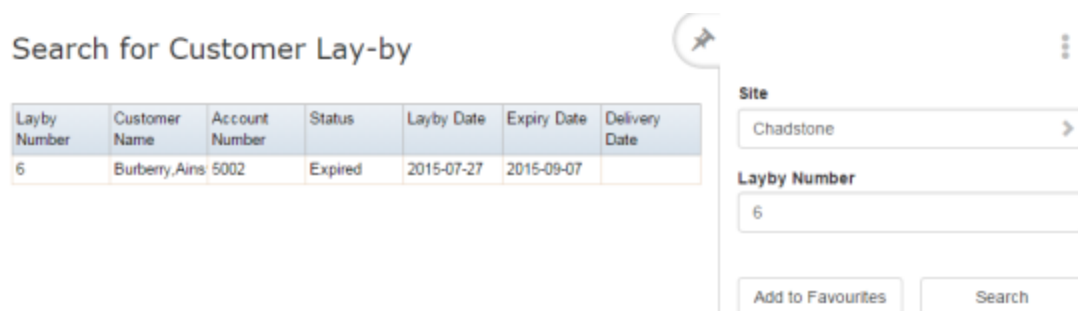 Search for Customer Lay-by
Layby Number Customer Name Account Number Status Layby Date Expiry Date Delivery Date
6 Burberry,Ains 5002 Expired 2015-07-27 2015-09-07
Site
Chadstone
Layby Number
6
Add to Favourites Search